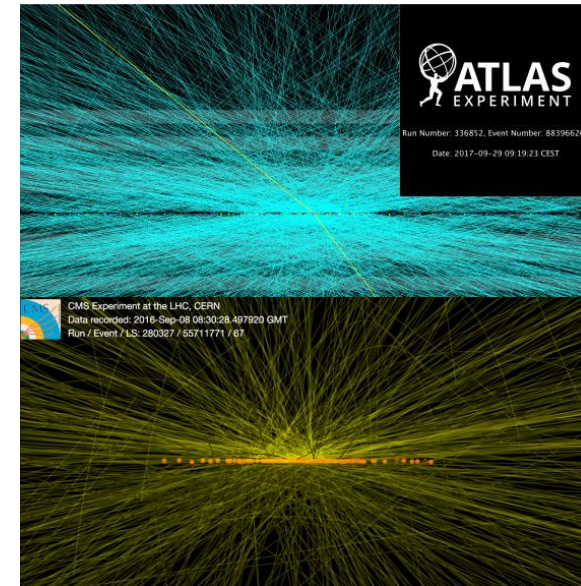 ATLAS
EXPERIMENT
Run Number: 336852, Event Number: 88396626
Date: 2017-09-29 09:19:23 CEST
CMS
CMS Experiment at the LHC, CERN
Data recorded: 2016-Sep-08 08:30:28.497920 GMT
Run / Event / LS: 280327 / 55711771 / 67